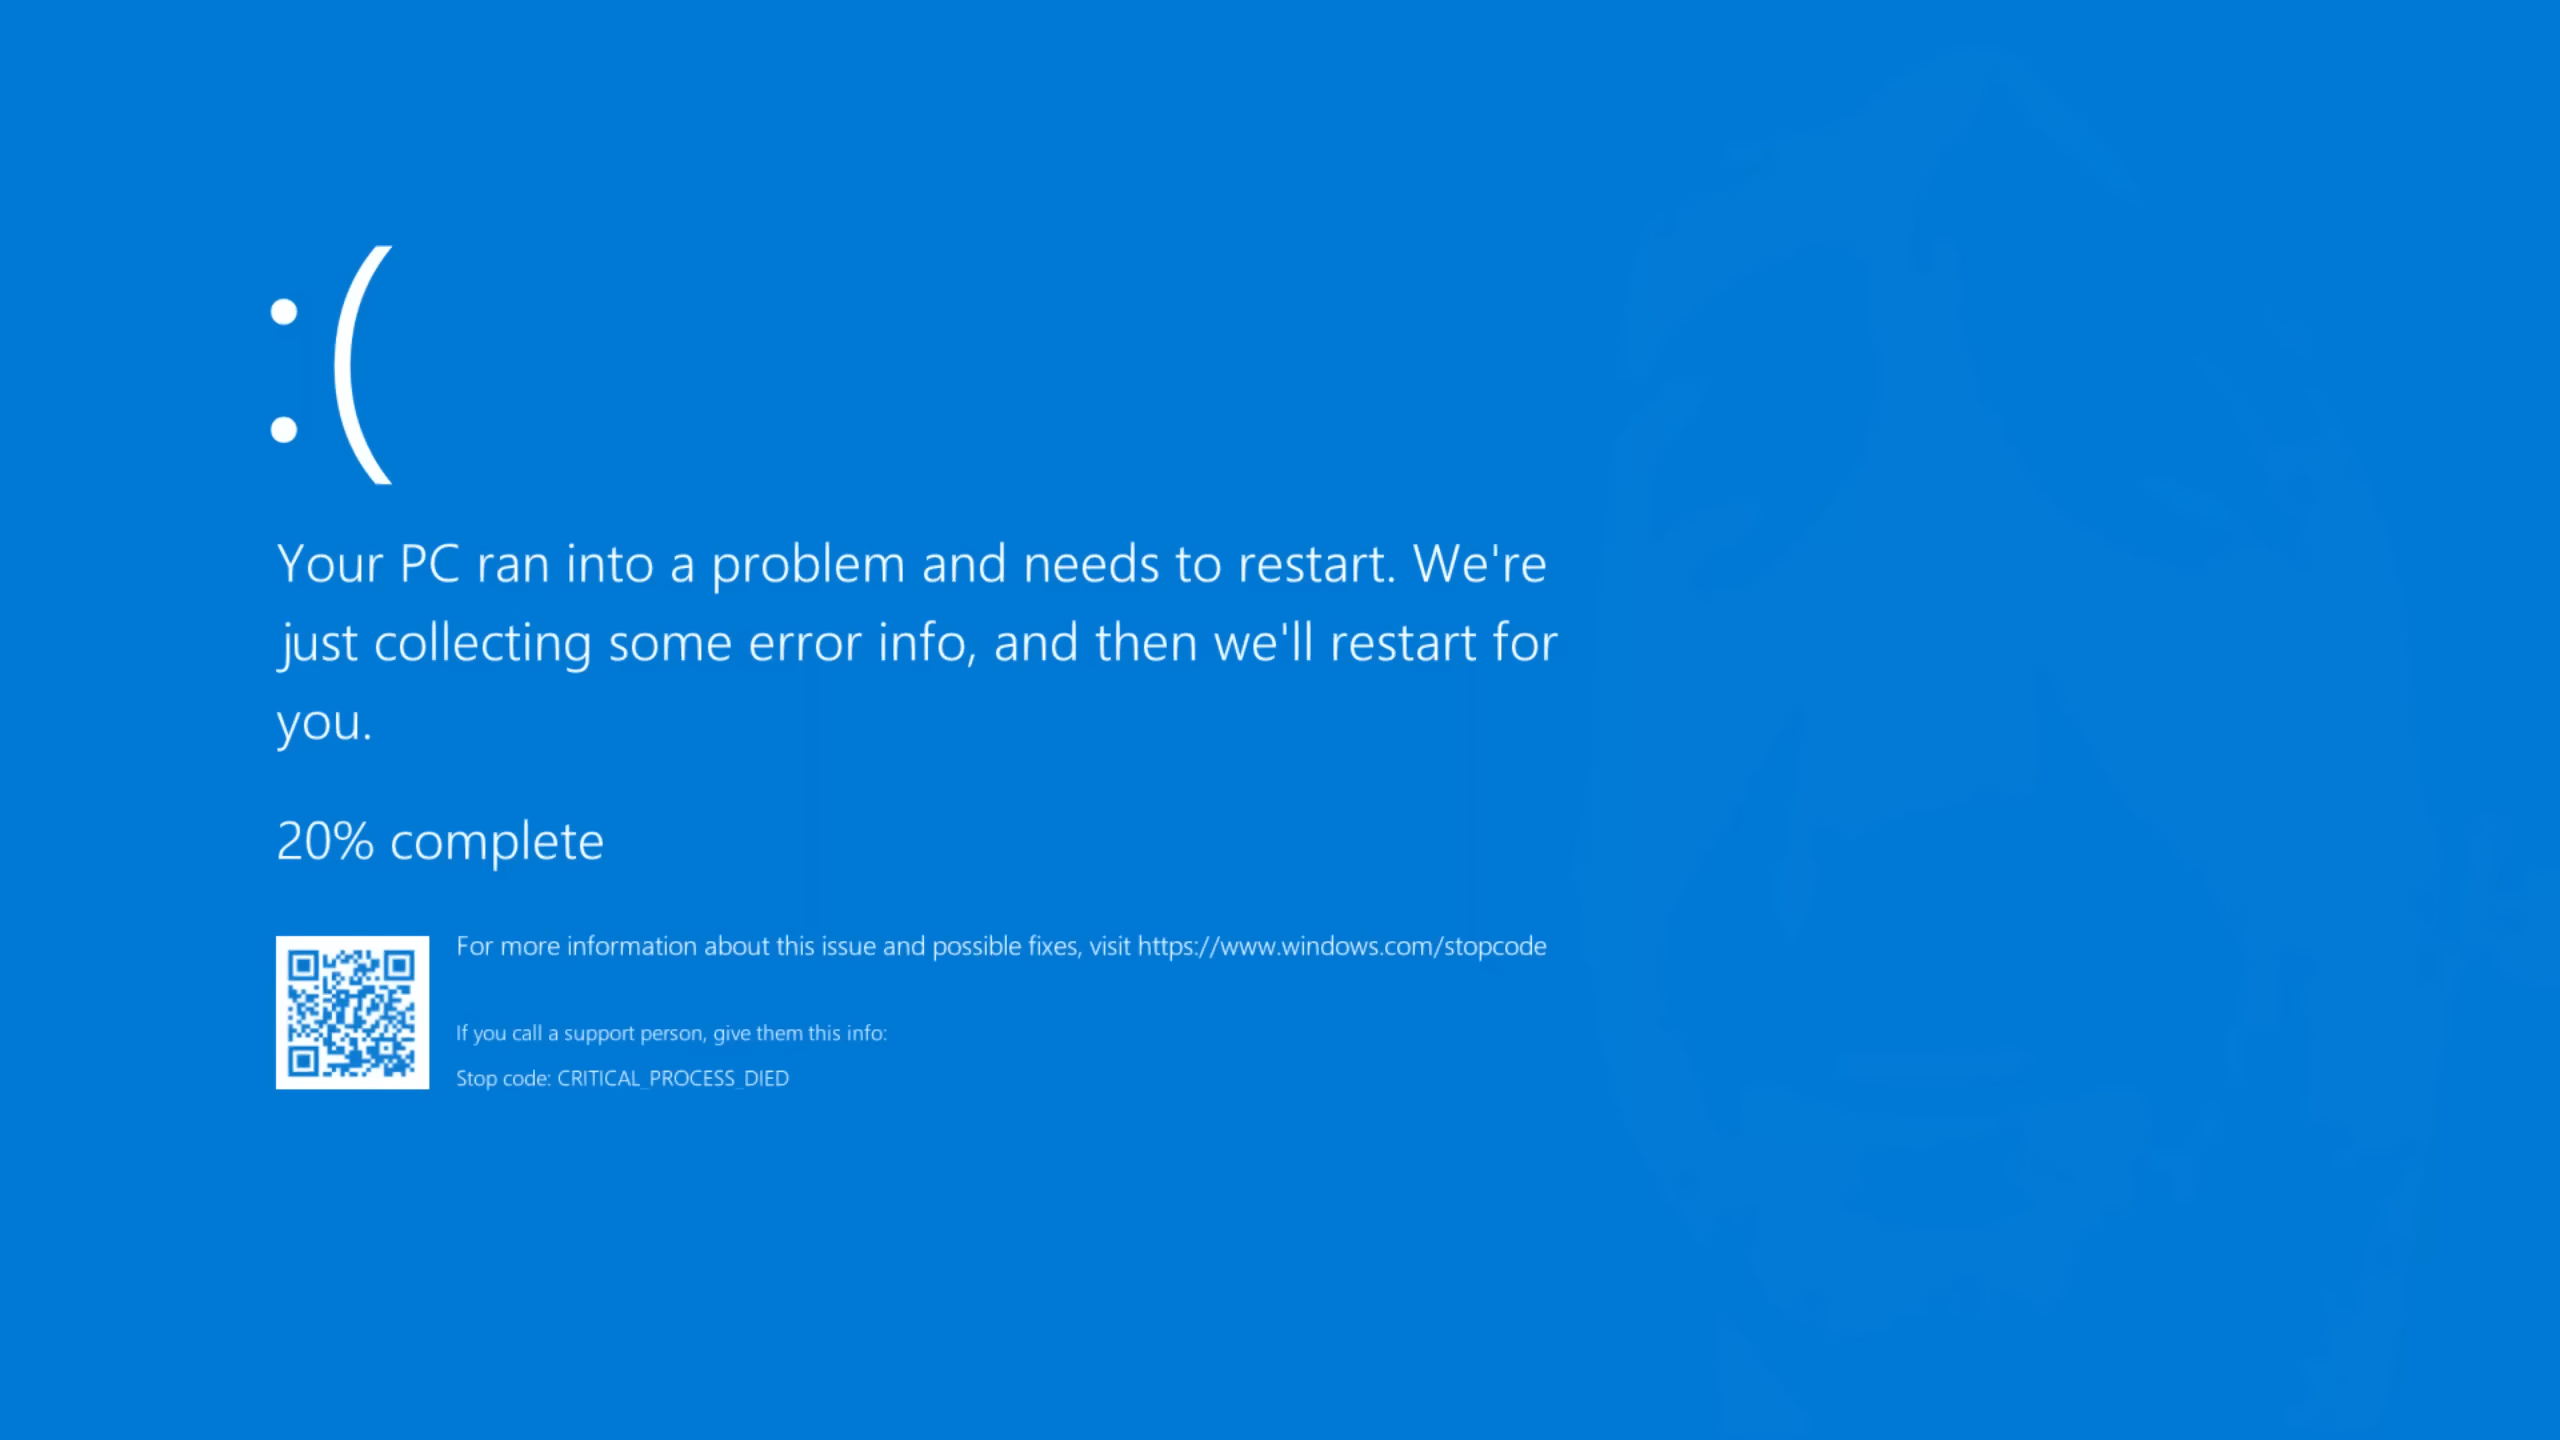 :(
Your PC ran into a problem and needs to restart. We're
just collecting some error info, and then we'll restart for
you.
20% complete
For more information about this issue and possible fixes, visit https://www.windows.com/stopcode
If you call a support person, give them this info:
Stop code: CRITICAL_PROCESS_DIED